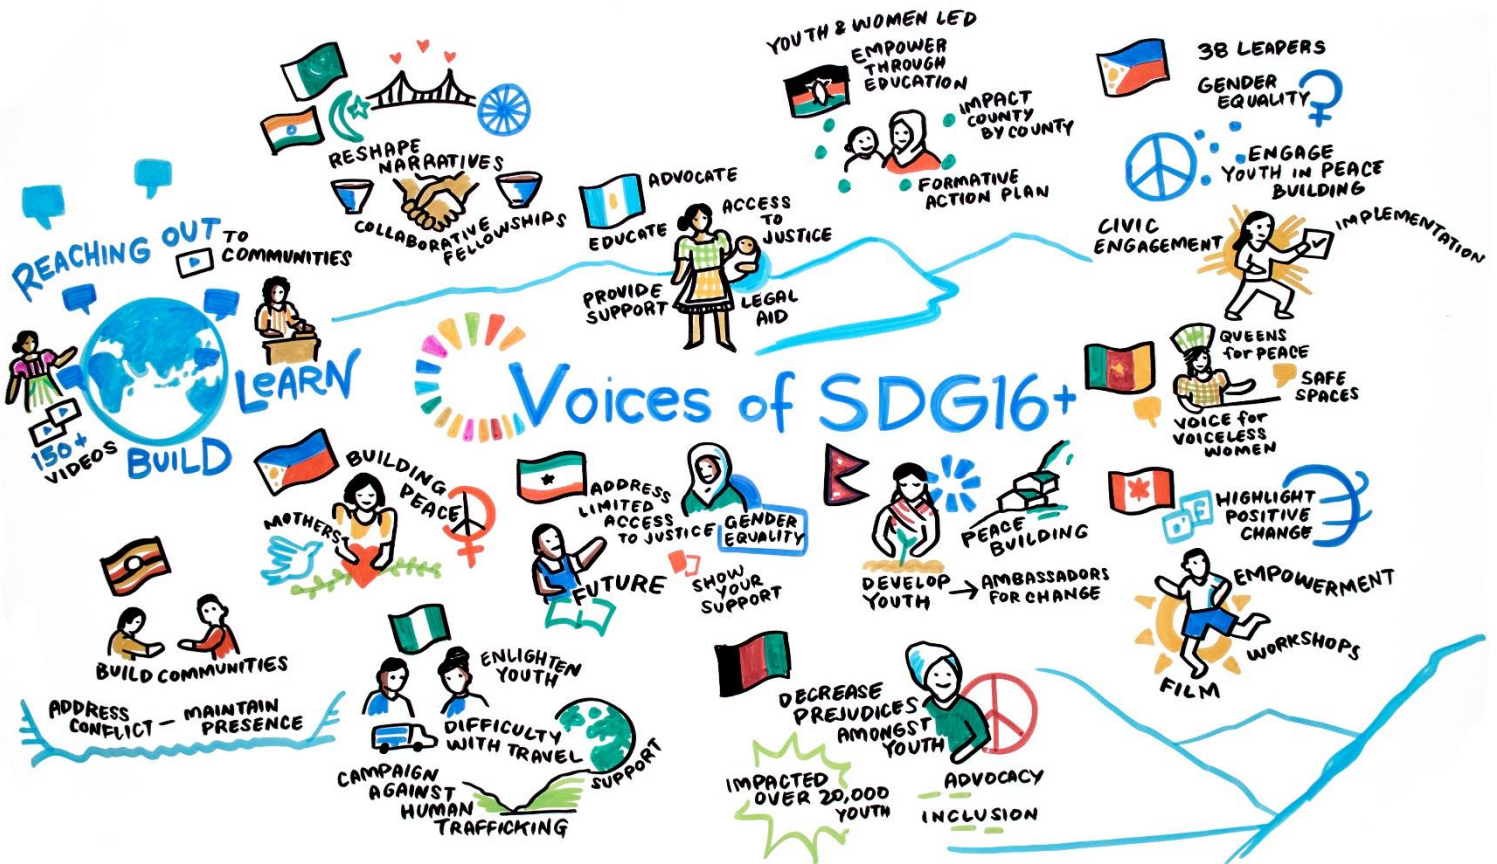 REACHING OUT
TO
COMMUNITIES
LEARN
BUILD
150+
VIDEOS
RESHAPE
NARRATIVES
COLLABORATIVE
FELLOWSHIPS
ADVOCATE
EDUCATE
ACCESS
TO
JUSTICE
PROVIDE
SUPPORT
LEGAL
AID
YOUTH & WOMEN LED
EMPOWER
THROUGH
EDUCATION
IMPACT
COUNTY
BY COUNTY
FORMATIVE
ACTION PLAN
38 LEADERS
GENDER
EQUALITY
ENGAGE
YOUTH IN PEACE
BUILDING
CIVIC
ENGAGEMENT
IMPLEMENTATION
Voices of SDG16+
QUEENS
for PEACE
SAFE
SPACES
VOICE for
VOICELESS
WOMEN
BUILDING
PEACE
MOTHERS
ADDRESS
LIMITED
ACCESS
TO JUSTICE
GENDER
EQUALITY
FUTURE
SHOW
YOUR
SUPPORT
PEACE
BUILDING
DEVELOP
YOUTH → AMBASSADORS
FOR CHANGE
HIGHLIGHT
POSITIVE
CHANGE
EMPOWERMENT
WORKSHOPS
FILM
BUILD COMMUNITIES
ADDRESS
CONFLICT — MAINTAIN
PRESENCE
ENLIGHTEN
YOUTH
DIFFICULTY
WITH TRAVEL
SUPPORT
CAMPAIGN
AGAINST
HUMAN
TRAFFICKING
DECREASE
PREJUDICES
AMONGST
YOUTH
IMPACTED
OVER 20,000
YOUTH
ADVOCACY
INCLUSION